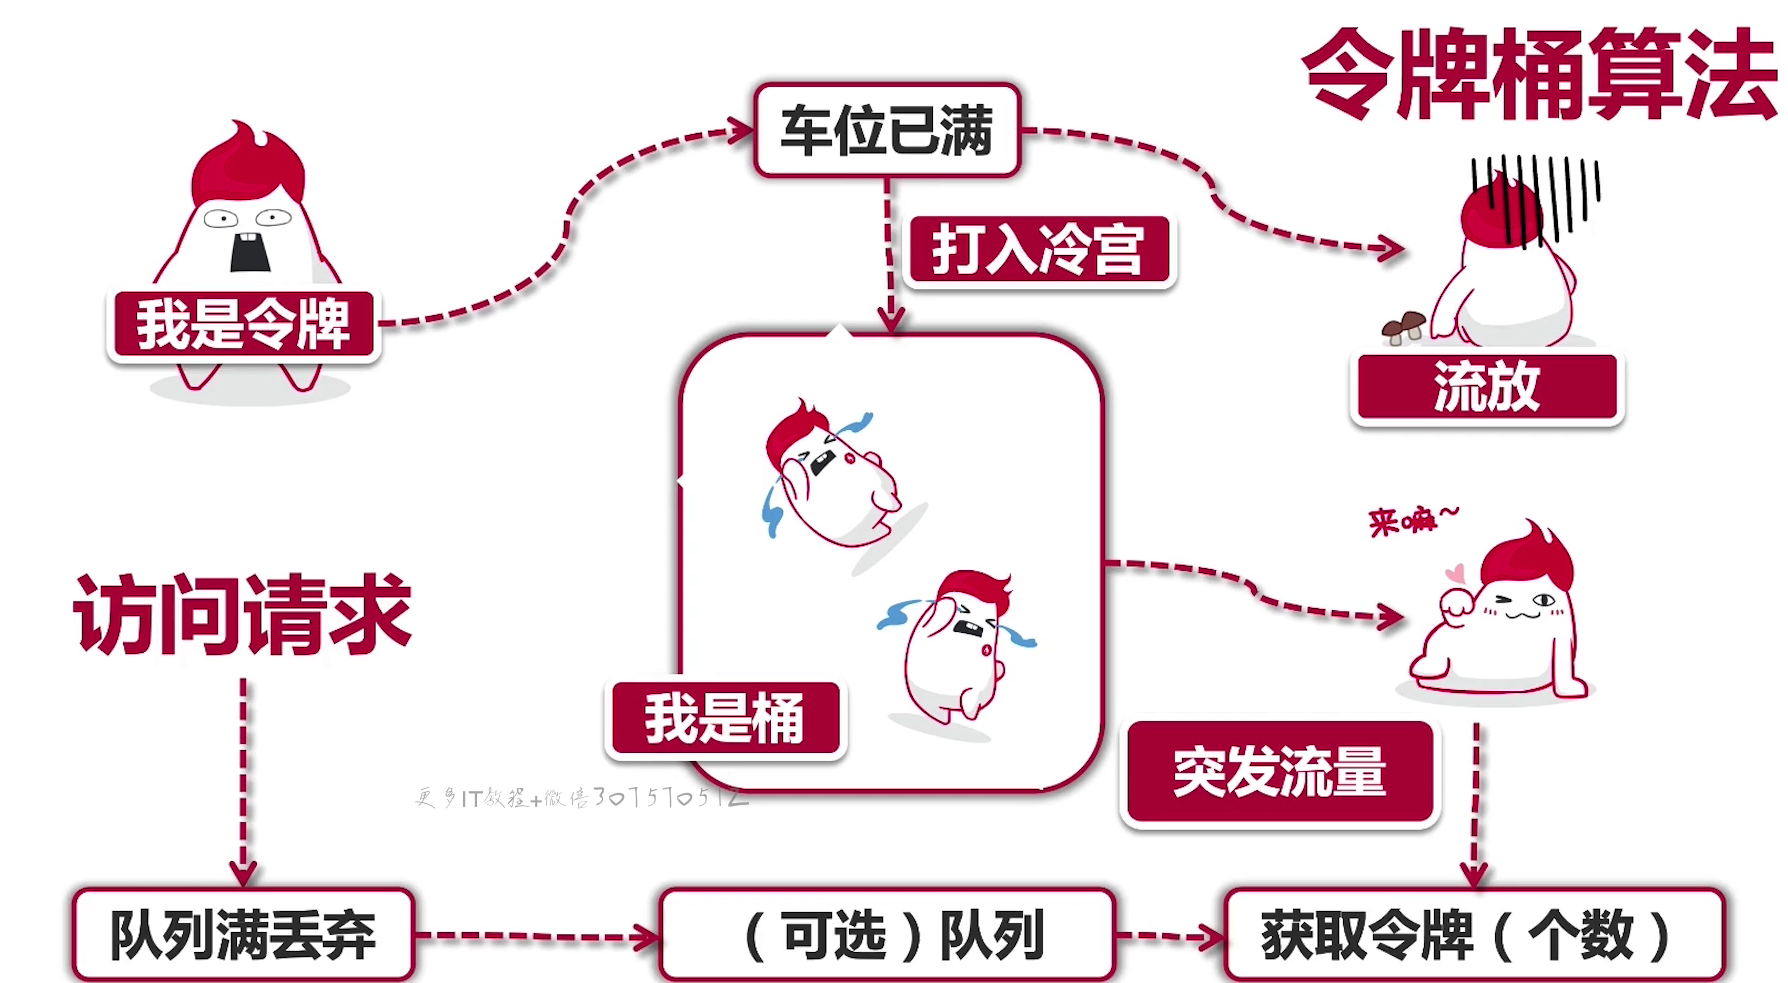 令牌桶算法
车位已满
打入冷宫
我是令牌
流放
来嘛~
访问请求
我是桶
突发流量
更多IT教程+微信307570512
队列满丢弃
（可选）队列
获取令牌（个数）